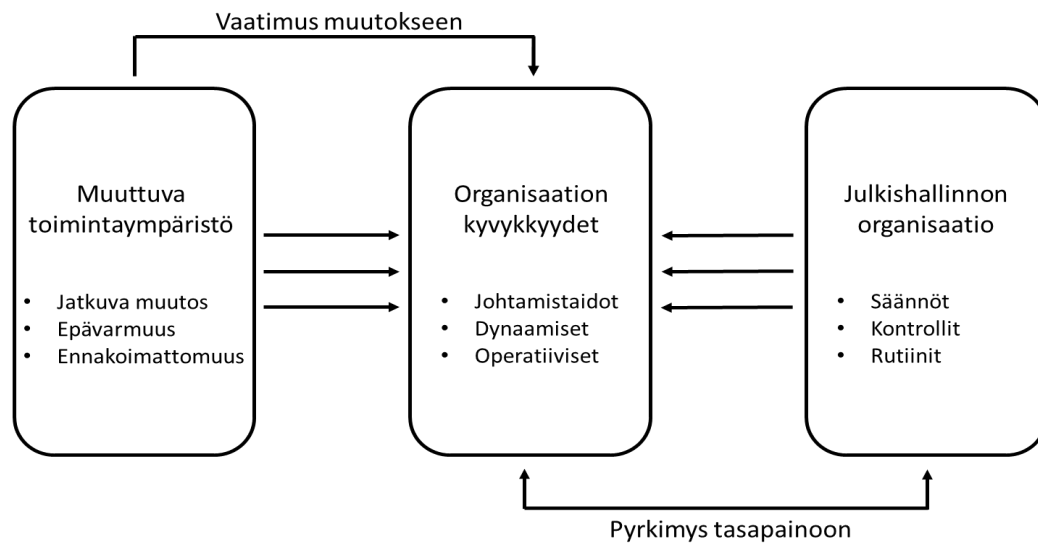 Vaatimus muutokseen
Muuttuva
toimintaympäristö
• Jatkuva muutos
• Epävarmuus
• Ennakoimattomuus
Organisaation
kyvykkyydet
• Johtamistaidot
• Dynaamiset
• Operatiiviset
Julkishallinnon
organisaatio
• Säännöt
• Kontrollit
• Rutiinit
Pyrkimys tasapainoon